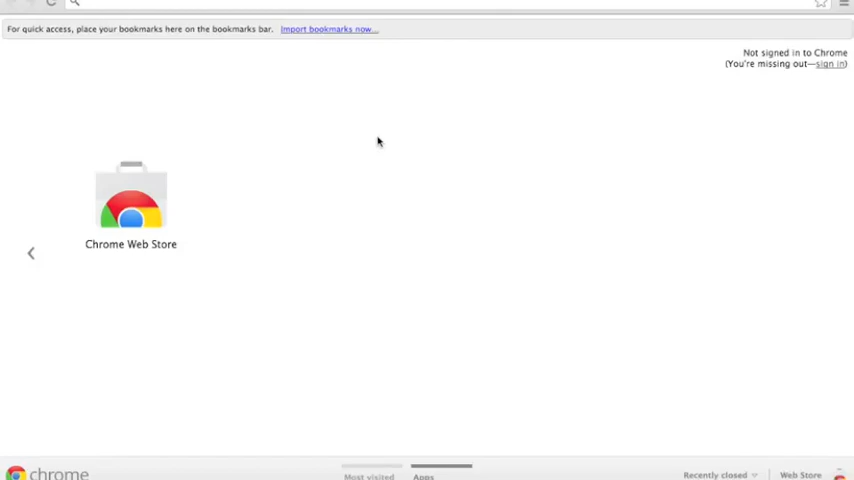 For quick access, place your bookmarks here on the bookmarks bar. Import bookmarks now...
Not signed in to Chrome
(You're missing out—sign in)
Chrome Web Store
chrome
Most visited
Apps
Recently closed
Web Store